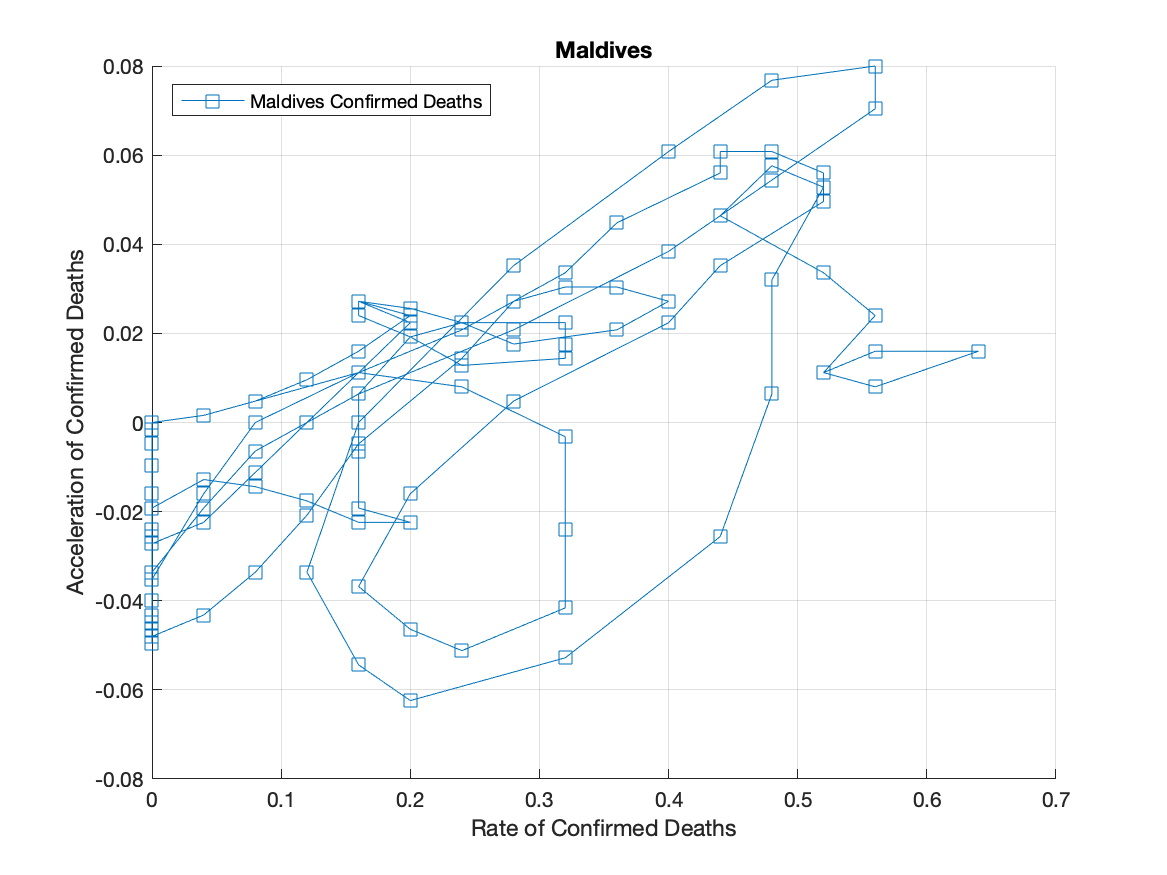 Maldives
Maldives Confirmed Deaths
Acceleration of Confirmed Deaths
0.08
0.06
0.04
0.02
0
-0.02
-0.04
-0.06
-0.08
0 0.1 0.2 0.3 0.4 0.5 0.6 0.7
Rate of Confirmed Deaths